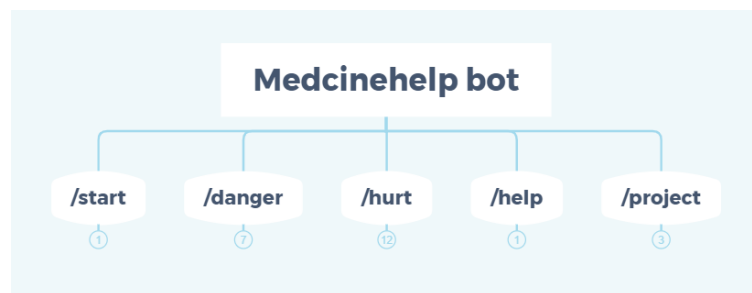 Medcinehelp bot
/start
/danger
/hurt
/help
/project
1
7
12
1
3